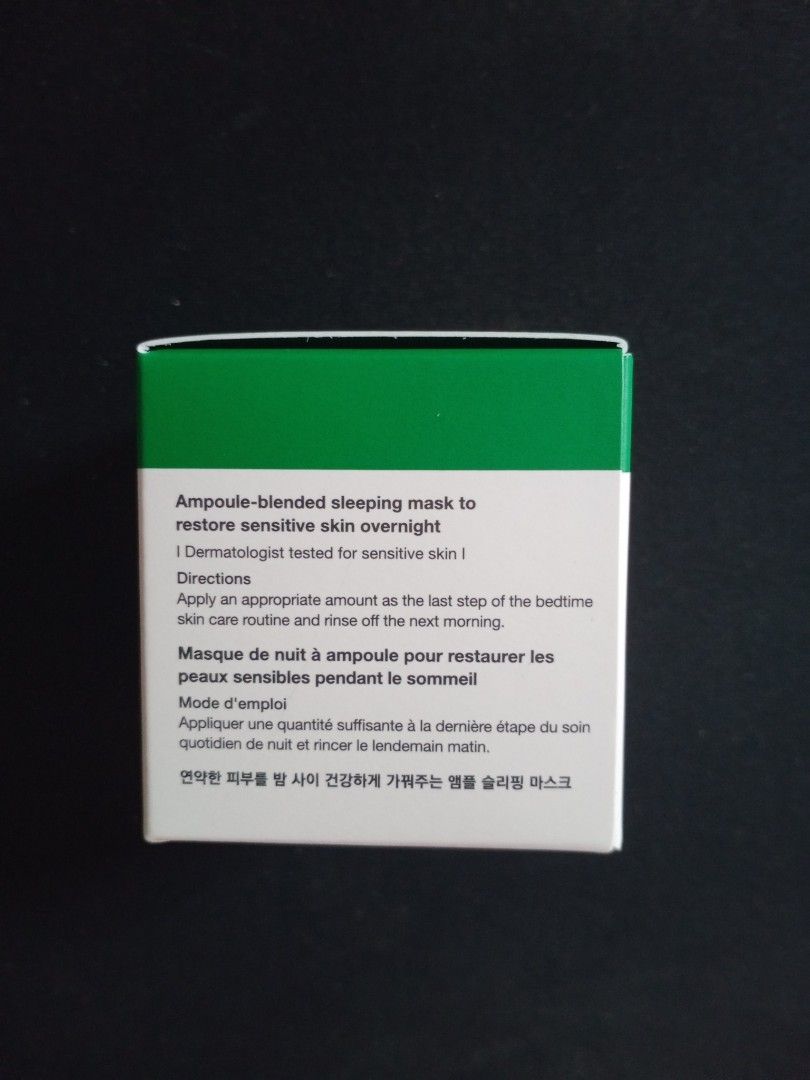 Ampoule-blended sleeping mask to
restore sensitive skin overnight
l Dermatologist tested for sensitive skin l
Directions
Apply an appropriate amount as the last step of the bedtime
skin care routine and rinse off the next morning.
Masque de nuit à ampoule pour restaurer les
peaux sensibles pendant le sommeil
Mode d'emploi
Appliquer une quantité suffisante à la dernière étape du soin
quotidien de nuit et rincer le lendemain matin.
연약한 피부를 밤 사이 건강하게 가꿔주는 앰플 슬리핑 마스크